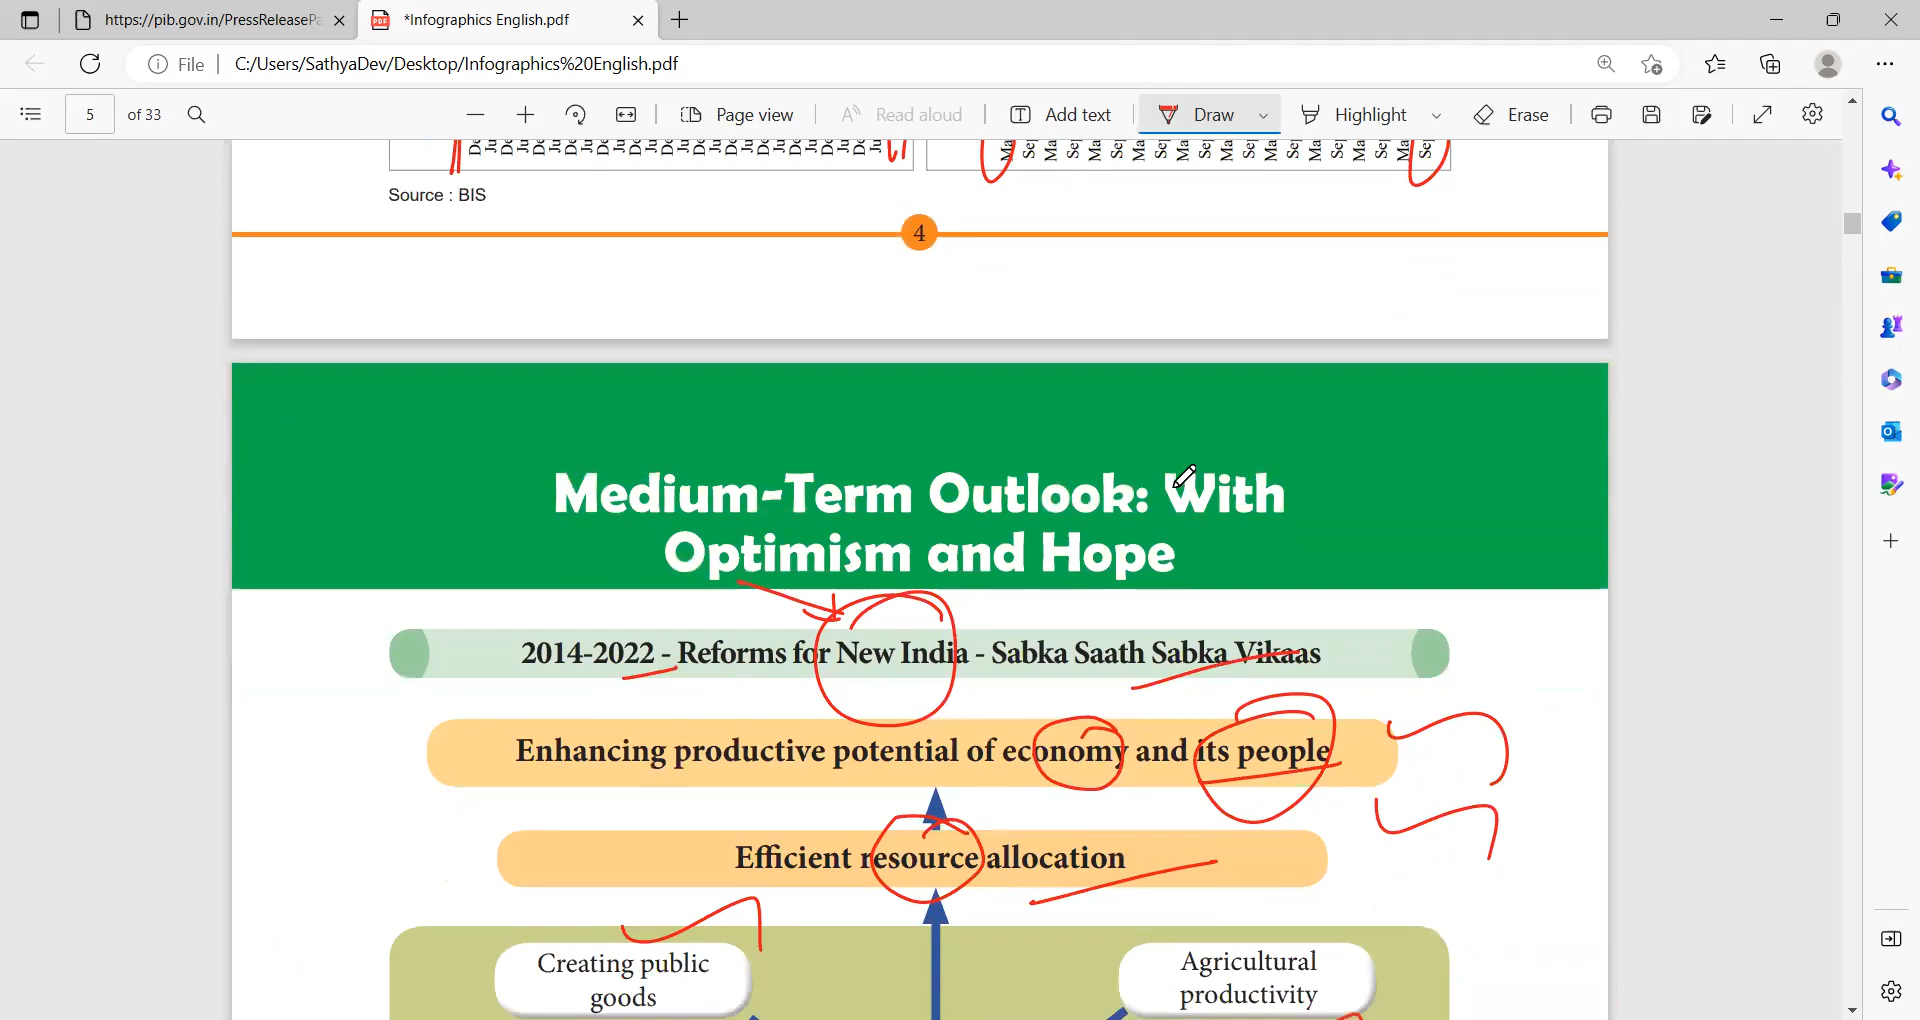 https://pib.gov.in/PressReleasePa
*Infographics English.pdf
File
C:/Users/SathyaDev/Desktop/Infographics%20English.pdf
5 of 33
Page view
Read aloud
Add text
Draw
Highlight
Erase
Source : BIS
4
Medium-Term Outlook: With
Optimism and Hope
2014-2022 - Reforms for New India - Sabka Saath Sabka Vikaas
Enhancing productive potential of economy and its people
Efficient resource allocation
Creating public
goods
Agricultural
productivity